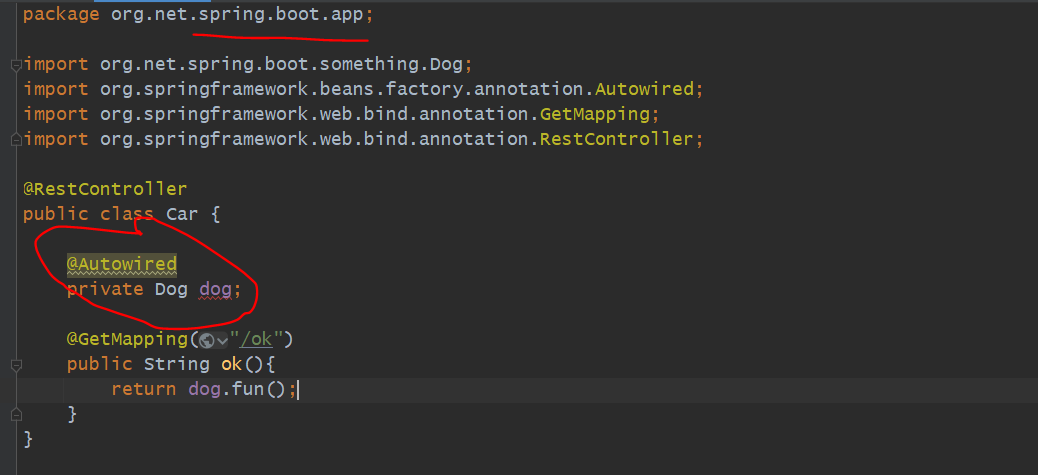 package org.net.spring.boot.app;
import org.net.spring.boot.something.Dog;
import org.springframework.beans.factory.annotation.Autowired;
import org.springframework.web.bind.annotation.GetMapping;
import org.springframework.web.bind.annotation.RestController;
@RestController
public class Car {
@Autowired
private Dog dog;
@GetMapping("/ok")
public String ok(){
return dog.fun();
}
}